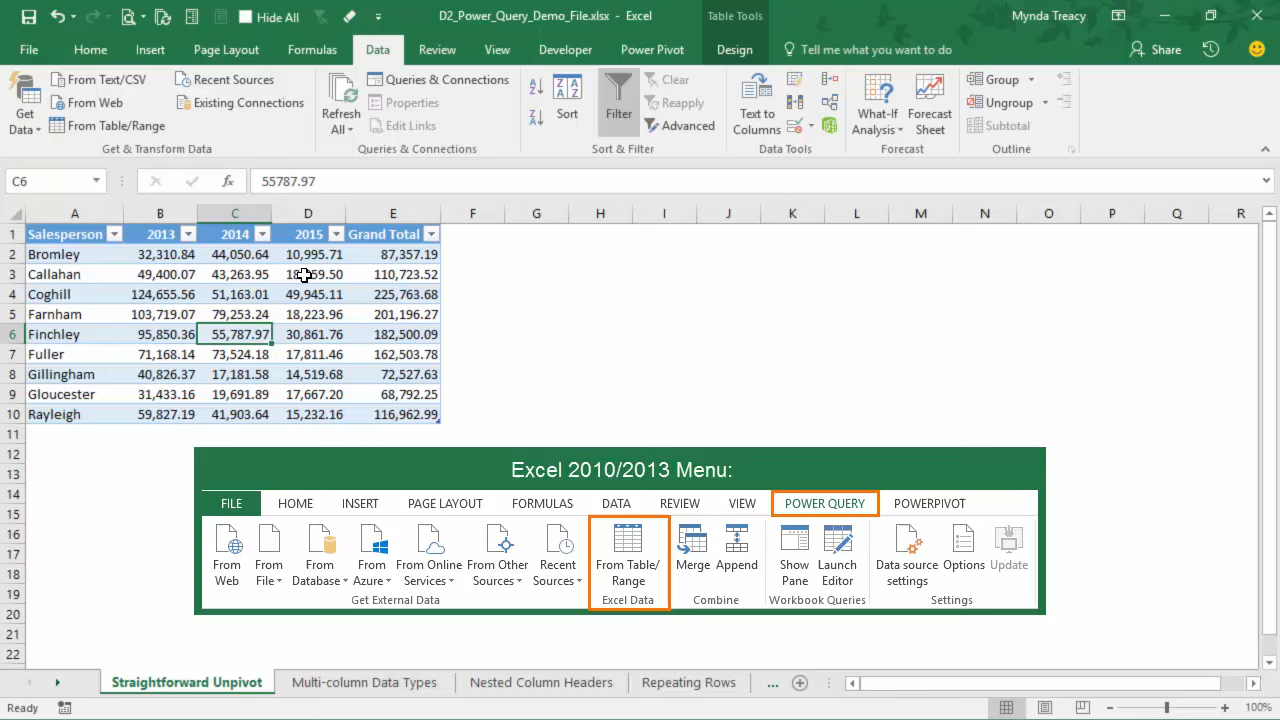 Hide All
D2_Power_Query_Demo_File.xlsx - Excel
Table Tools
Mynda Treacy
File Home Insert Page Layout Formulas Data Review View Developer Power Pivot Design Tell me what you want to do Share
Get Data
From Text/CSV
From Web
From Table/Range
Recent Sources
Existing Connections
Get & Transform Data
Refresh All
Queries & Connections
Properties
Edit Links
Queries & Connections
Sort
Filter
Clear
Reapply
Advanced
Sort & Filter
Text to Columns
Data Tools
What-If Analysis
Forecast Sheet
Forecast
Group
Ungroup
Subtotal
Outline
C6 fx 55787.97
A B C D E F G H I J K L M N O P Q R
1 Salesperson 2013 2014 2015 Grand Total
2 Bromley 32,310.84 44,050.64 10,995.71 87,357.19
3 Callahan 49,400.07 43,263.95 110,723.52
4 Coghill 124,655.56 51,163.01 49,945.11 225,763.68
5 Farnham 103,719.07 79,253.24 18,223.96 201,196.27
6 Finchley 95,850.36 55,787.97 30,861.76 182,500.09
7 Fuller 71,168.14 73,524.18 17,811.46 162,503.78
8 Gillingham 40,826.37 17,181.58 14,519.68 72,527.63
9 Gloucester 31,433.16 19,691.89 17,667.20 68,792.25
10 Rayleigh 59,827.19 41,903.64 15,232.16 116,962.99
11
12
13
14
15
16
17
18
19
20
21
22
Excel 2010/2013 Menu:
FILE HOME INSERT PAGE LAYOUT FORMULAS DATA REVIEW VIEW POWER QUERY POWERPIVOT
From Web
From File
From Database
From Azure
From Online Services
From Other Sources
Recent Sources
Get External Data
From Table/ Range
Excel Data
Merge
Append
Combine
Show Pane
Launch Editor
Workbook Queries
Data source settings
Options
Update
Settings
Straightforward Unpivot Multi-column Data Types Nested Column Headers Repeating Rows ...
Ready
100%